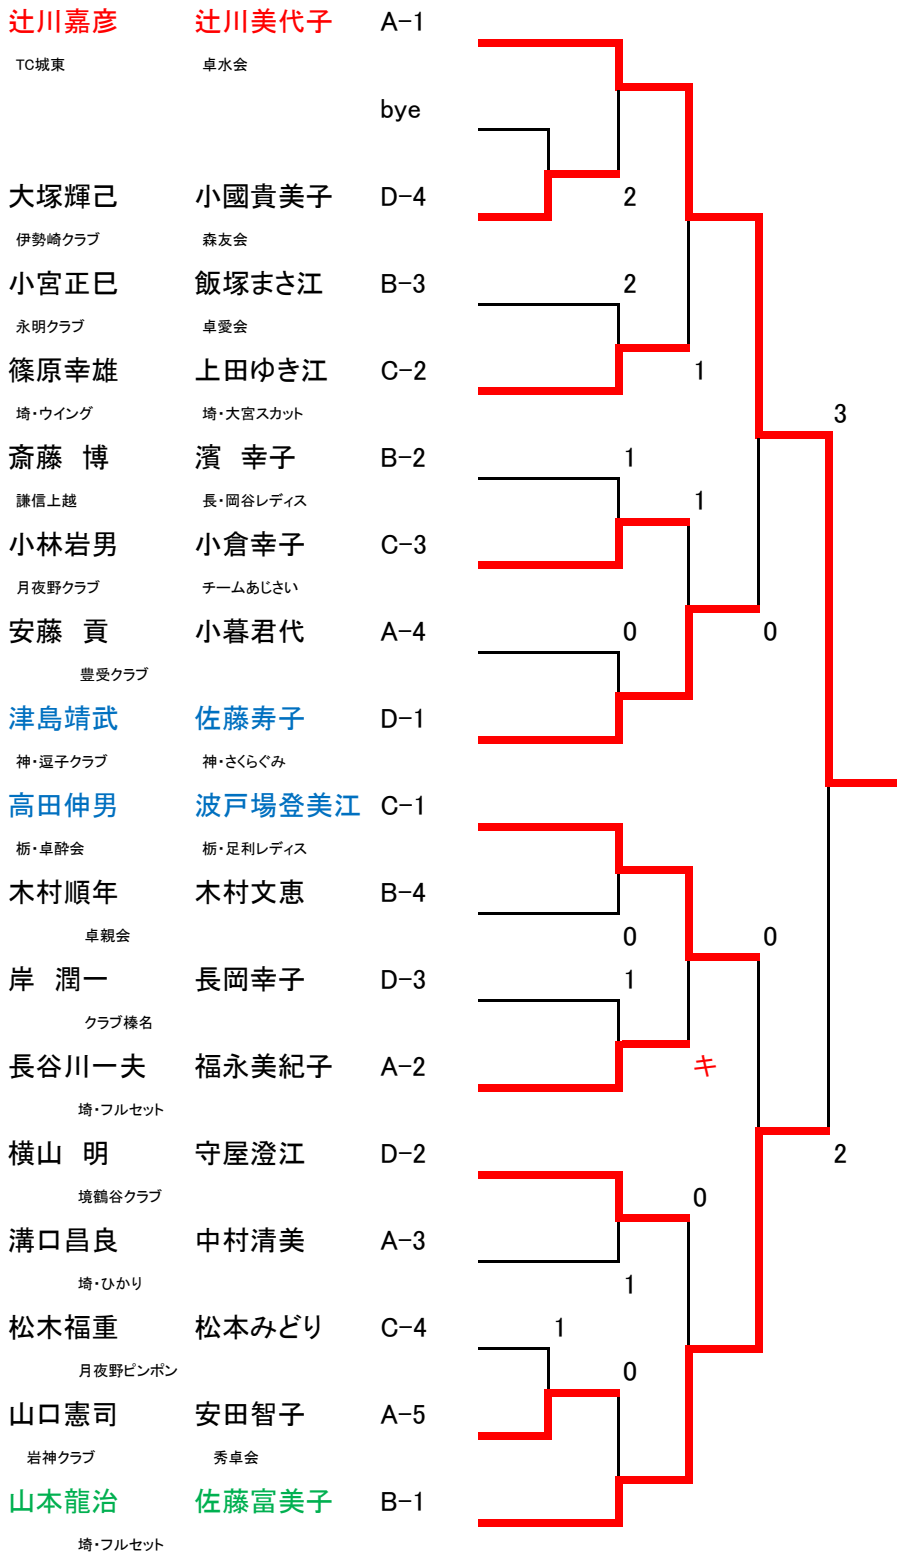 辻川嘉彦 辻川美代子 A-1
TC城東 卓水会
bye
大塚輝己 小國貴美子 D-4
2
伊勢崎クラブ 森友会
小宮正巳 飯塚まさ江 B-3
2
永明クラブ 卓愛会
篠原幸雄 上田ゆき江 C-2
1
埼・ウイング 埼・大宮スカット
3
斎藤 博 濱 幸子 B-2
1
謙信上越 長・岡谷レディス
1
小林岩男 小倉幸子 C-3
月夜野クラブ チームあじさい
安藤 貢 小暮君代 A-4
0 0
豊受クラブ
津島靖武 佐藤寿子 D-1
神・逗子クラブ 神・さくらぐみ
高田伸男 波戸場登美江 C-1
栃・卓酔会 栃・足利レディス
木村順年 木村文恵 B-4
卓親会
0 0
岸 潤一 長岡幸子 D-3
1
クラブ榛名
長谷川一夫 福永美紀子 A-2
キ
埼・フルセット
横山 明 守屋澄江 D-2
2
境鶴谷クラブ
0
溝口昌良 中村清美 A-3
埼・ひかり
1
松木福重 松本みどり C-4
1
月夜野ピンポン
0
山口憲司 安田智子 A-5
岩神クラブ 秀卓会
山本龍治 佐藤富美子 B-1
埼・フルセット